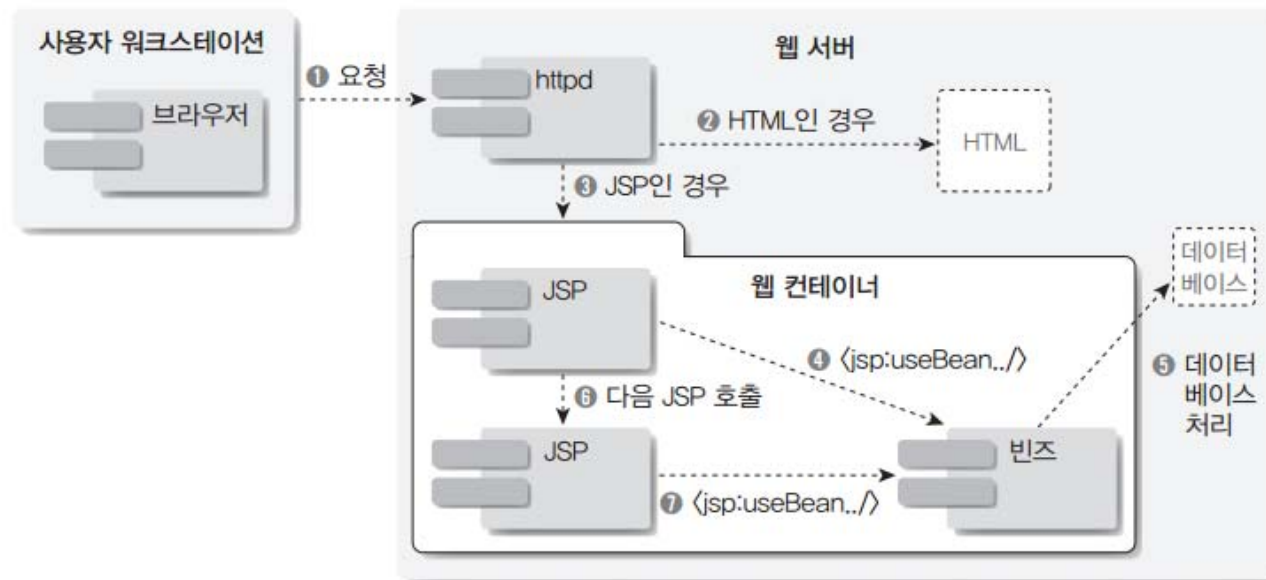 사용자 워크스테이션
브라우저
❶ 요청
웹 서버
httpd
❷ HTML인 경우
HTML
❸ JSP인 경우
웹 컨테이너
JSP
❹ 〈jsp:useBean../〉
데이터
베이스
❺ 데이터
베이스
처리
❻ 다음 JSP 호출
JSP
❼ 〈jsp:useBean../〉
빈즈